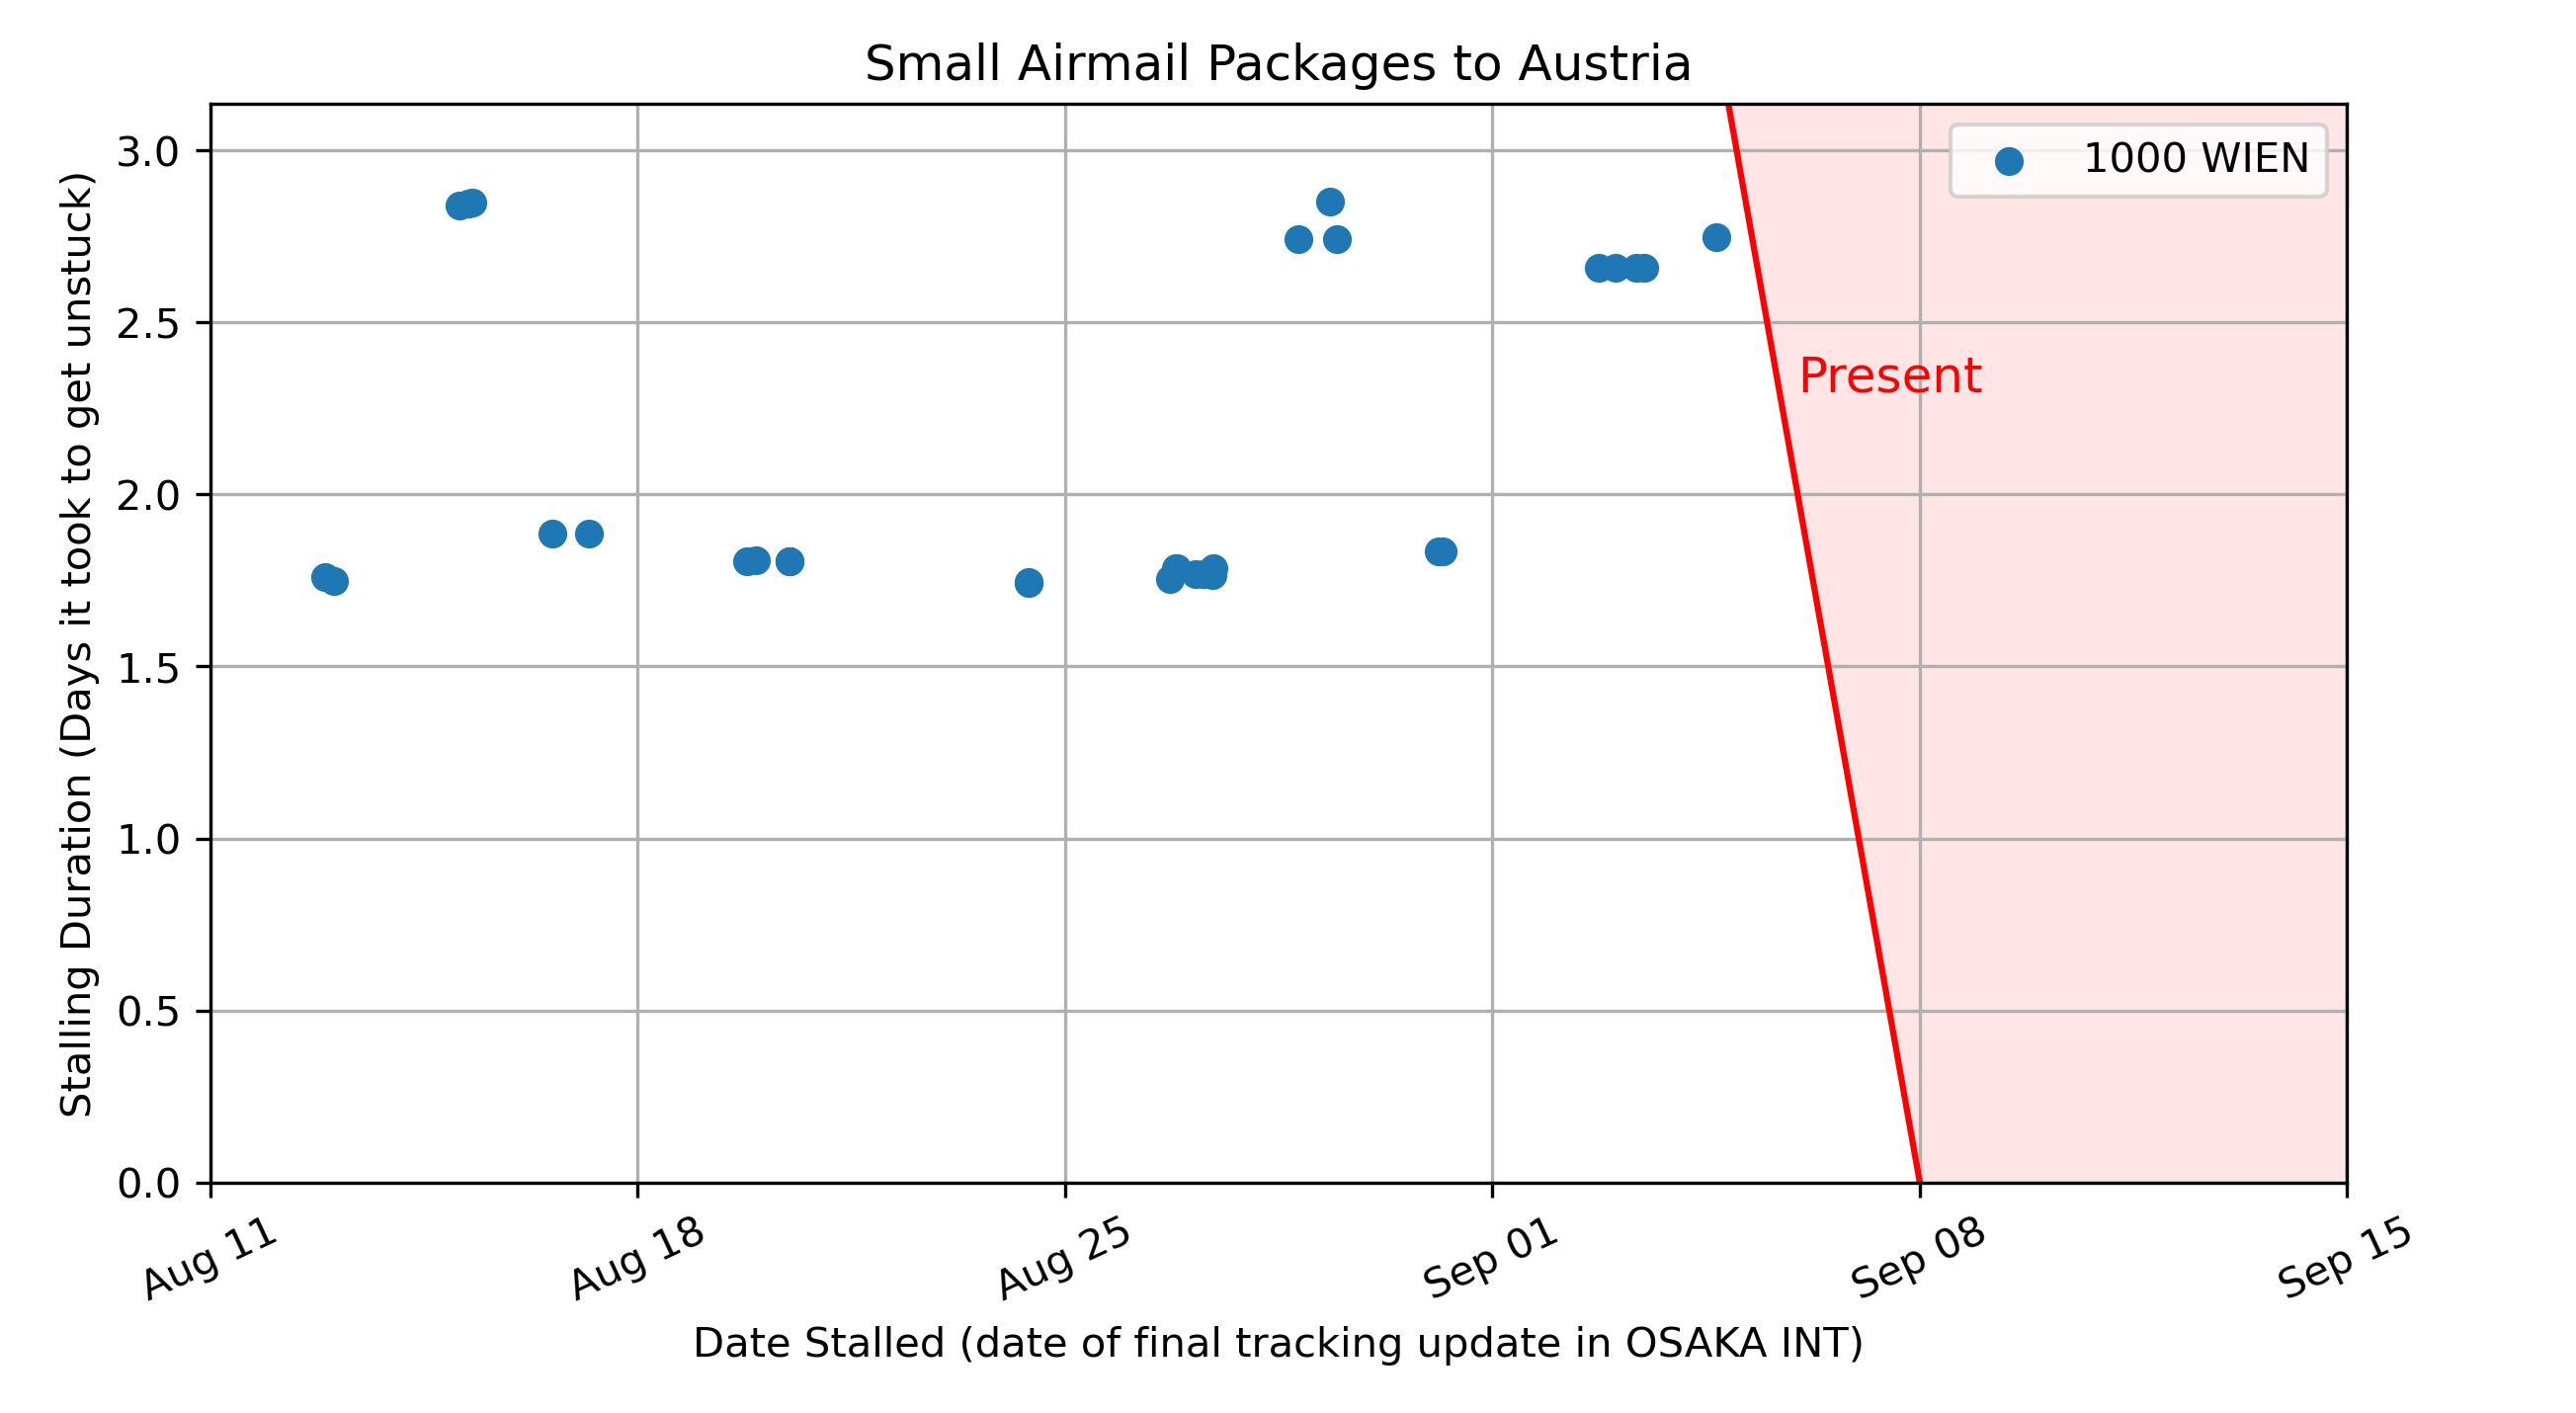 Small Airmail Packages to Austria
3.0
2.5
2.0
1.5
1.0
0.5
0.0
Stalling Duration (Days it took to get unstuck)
1000 WIEN
Present
Aug 11
Aug 18
Aug 25
Sep 01
Sep 08
Sep 15
Date Stalled (date of final tracking update in OSAKA INT)